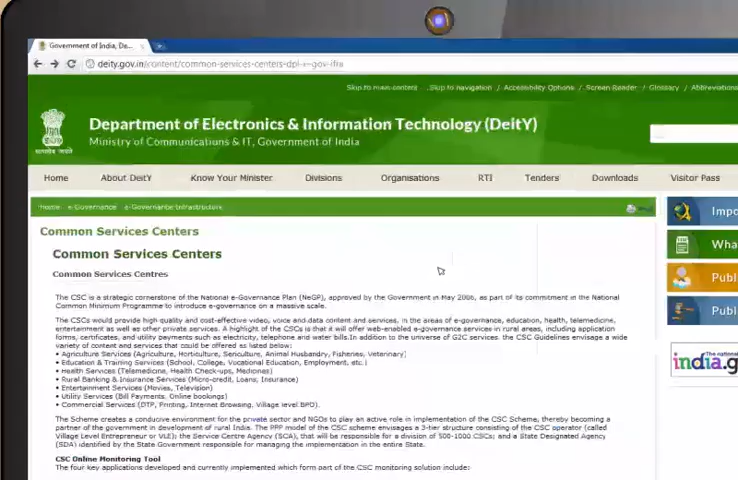 Government of India, Dei...
deity.gov.in/content/common-services-centers-dpl-e-gov-ifra
Skip to main contents / Skip to navigation / Accessibility Options / Screen Reader / Glossary / Abbreviations
Department of Electronics & Information Technology (DeitY)
Ministry of Communications & IT, Government of India
सत्यमेव जयते
Home About DeitY Know Your Minister Divisions Organisations RTI Tenders Downloads Visitor Pass
Home e-Governance e-Governance Infrastructure
Common Services Centers
Common Services Centers
Common Services Centres
The CSC is a strategic cornerstone of the National e-Governance Plan (NeGP), approved by the Government in May 2006, as part of its commitment in the National
Common Minimum Programme to introduce e-governance on a massive scale.
The CSCs would provide high quality and cost-effective video, voice and data content and services, in the areas of e-governance, education, health, telemedicine,
entertainment as well as other private services. A highlight of the CSCs is that it will offer web-enabled e-governance services in rural areas, including application
forms, certificates, and utility payments such as electricity, telephone and water bills.In addition to the universe of G2C services. the CSC Guidelines envisage a wide
variety of content and services that could be offered as listed below:
• Agriculture Services (Agriculture, Horticulture, Sericulture, Animal Husbandry, Fisheries, Veterinary)
• Education & Training Services (School, College, Vocational Education, Employment, etc.)
• Health Services (Telemedicine, Health Check-ups, Medicines)
• Rural Banking & Insurance Services (Micro-credit, Loans, Insurance)
• Entertainment Services (Movies, Television)
• Utility Services (Bill Payments, Online bookings)
• Commercial Services (DTP, Printing, Internet Browsing, Village level BPO).
The Scheme creates a conducive environment for the private sector and NGOs to play an active role in implementation of the CSC Scheme, thereby becoming a
partner of the government in development of rural India. The PPP model of the CSC scheme envisages a 3-tier structure consisting of the CSC operator (called
Village Level Entrepreneur or VLE); the Service Centre Agency (SCA), that will be responsible for a division of 500-1000 CSCs; and a State Designated Agency
(SDA) identified by the State Government responsible for managing the implementation in the entire State.
CSC Online Monitoring Tool
The four key applications developed and currently implemented which form part of the CSC monitoring solution include:
Impo
Wha
Publ
Publ
The national
india.g